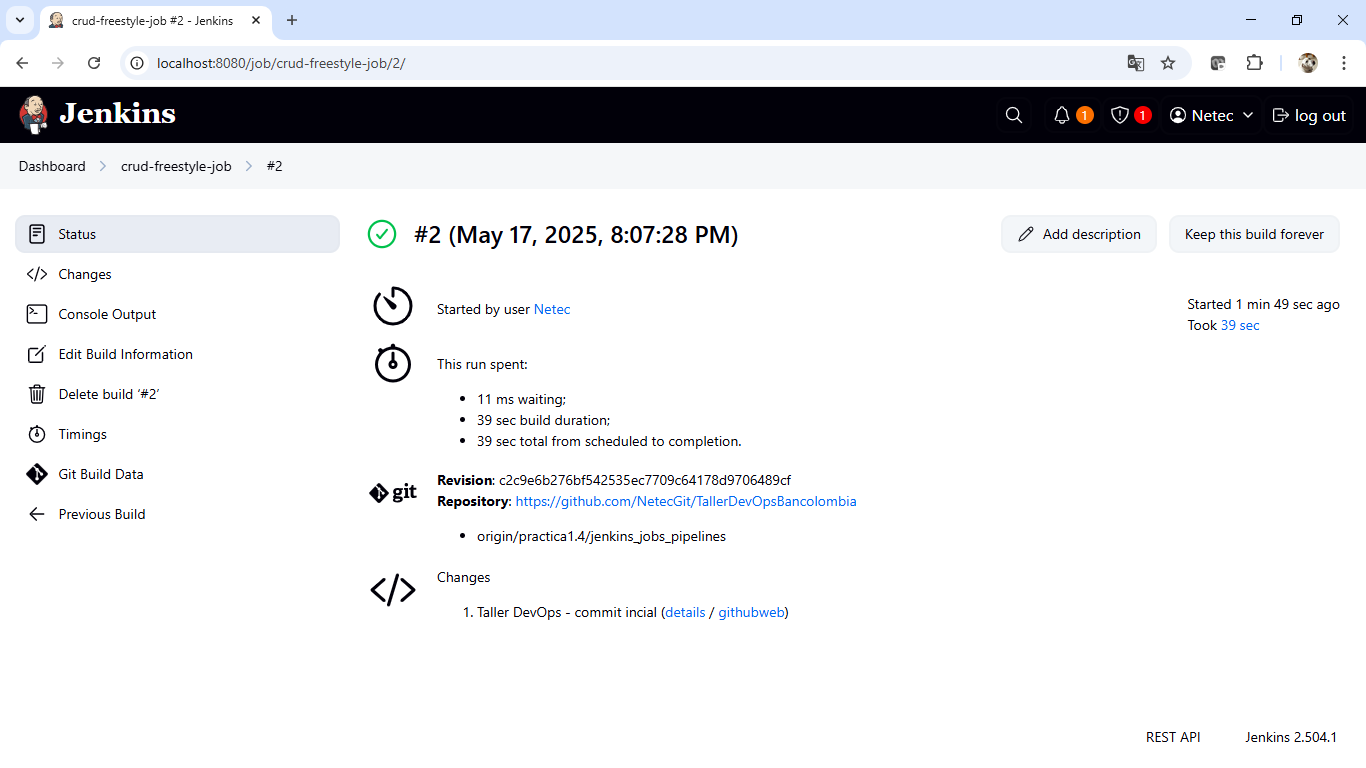 crud-freestyle-job #2 - Jenkins
localhost:8080/job/crud-freestyle-job/2/
Jenkins
1
1
Netec
log out
Dashboard
crud-freestyle-job
#2
Status
Changes
Console Output
Edit Build Information
Delete build ‘#2’
Timings
Git Build Data
Previous Build
#2 (May 17, 2025, 8:07:28 PM)
Add description
Keep this build forever
Started by user Netec
Started 1 min 49 sec ago
Took 39 sec
This run spent:
11 ms waiting;
39 sec build duration;
39 sec total from scheduled to completion.
git
Revision: c2c9e6b276bf542535ec7709c64178d9706489cf
Repository: https://github.com/NetecGit/TallerDevOpsBancolombia
origin/practica1.4/jenkins_jobs_pipelines
Changes
1. Taller DevOps - commit incial (details / githubweb)
REST API
Jenkins 2.504.1